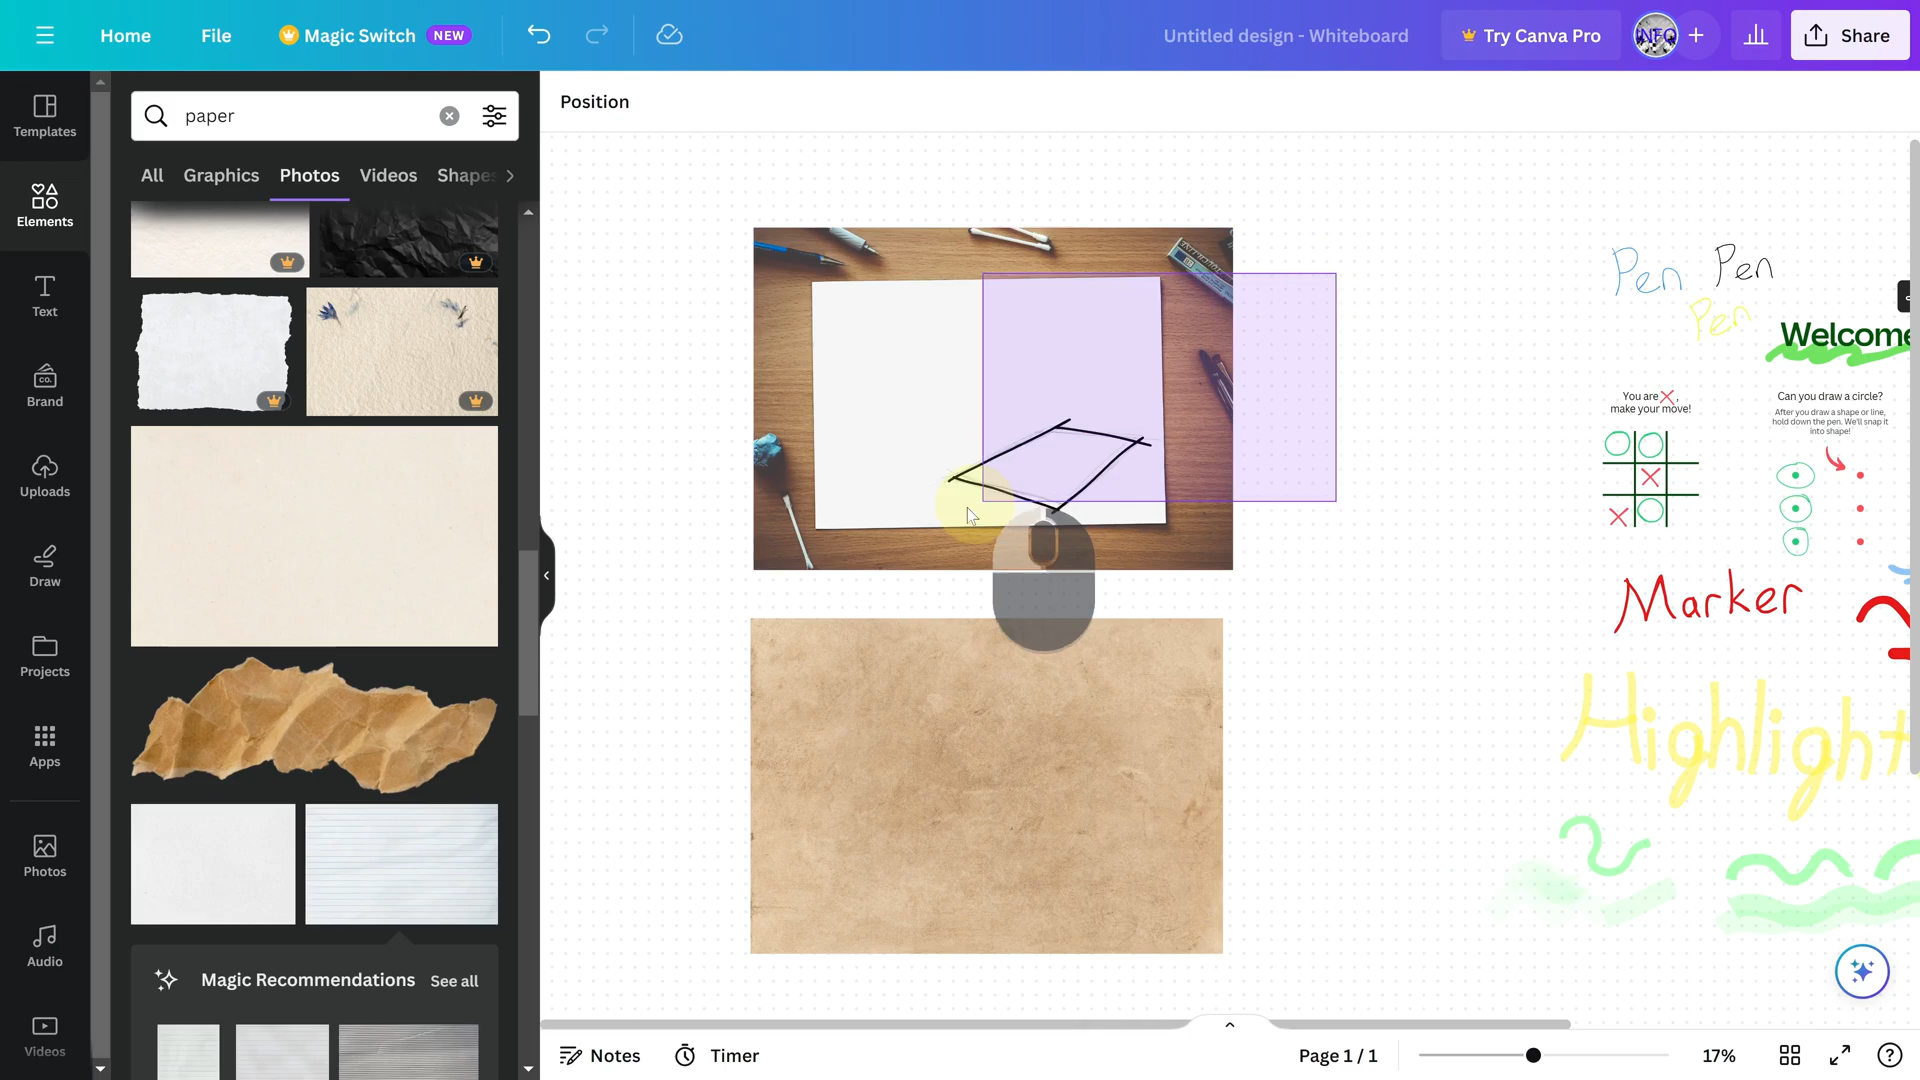 Home File Magic Switch NEW Untitled design - Whiteboard Try Canva Pro INFO Share
Templates
Elements
Text
Brand
CO.
Uploads
Draw
Projects
Apps
Photos
Audio
Videos
paper
All Graphics Photos Videos Shapes
Magic Recommendations See all
Position
Pen Pen
Pen
Welcome
You are X,
make your move!
Can you draw a circle?
After you draw a shape or line,
hold down the pen. We'll snap it
into shape!
Marker
Highlight
Notes Timer Page 1 / 1 17%